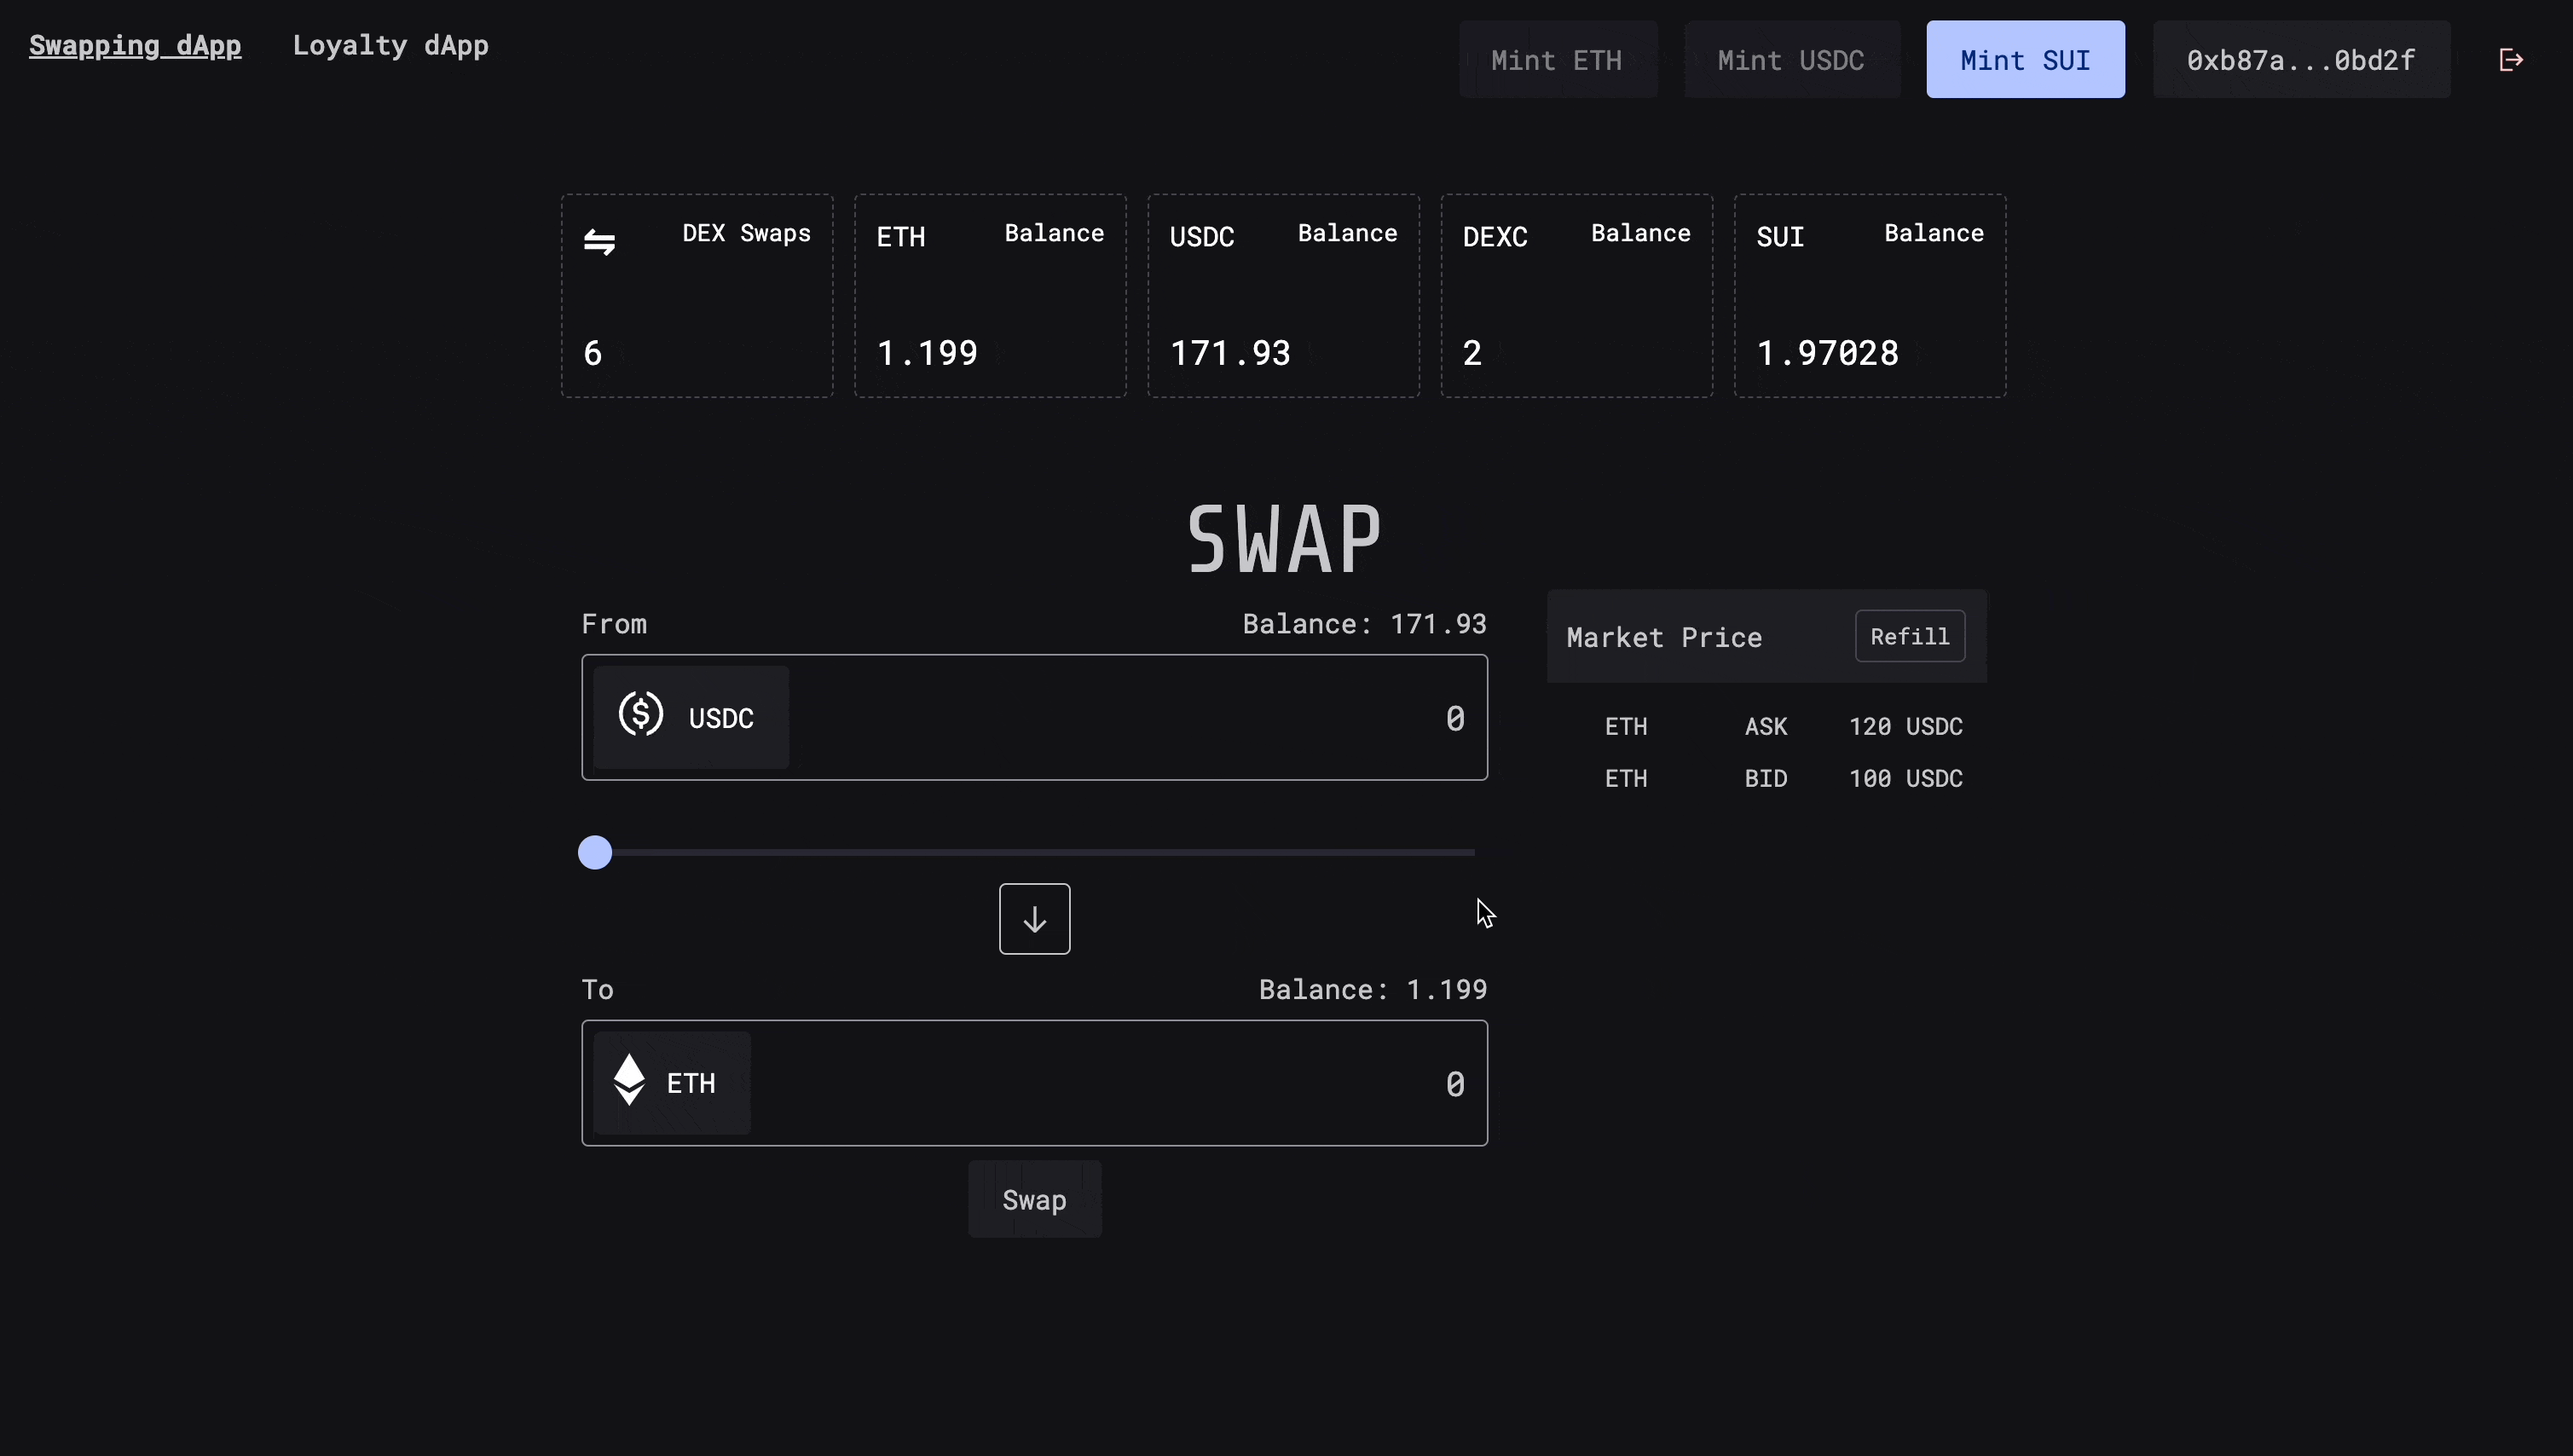 Swapping dApp Loyalty dApp Mint ETH Mint USDC Mint SUI 0xb87a...0bd2f
DEX Swaps ETH Balance USDC Balance DEXC Balance SUI Balance
6 1.199 171.93 2 1.97028
SWAP
From Balance: 171.93
USDC 0
To Balance: 1.199
ETH 0
Swap
Market Price Refill
ETH ASK 120 USDC
ETH BID 100 USDC